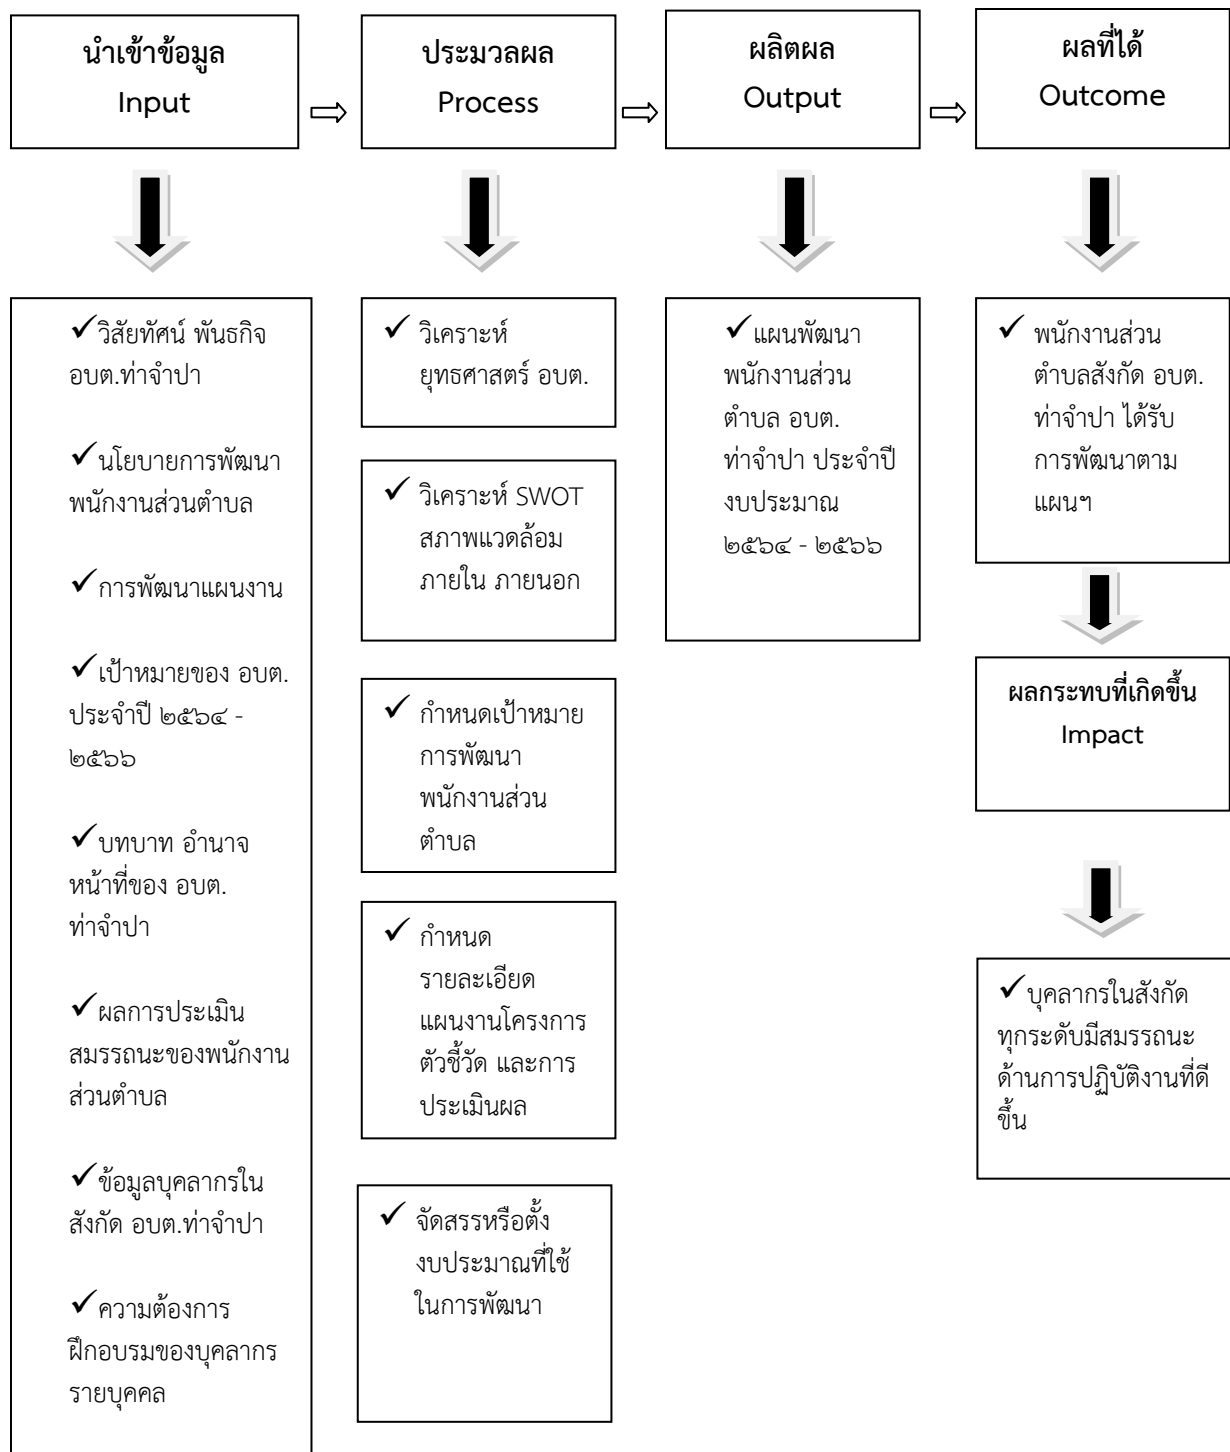 นำเข้าข้อมูล
Input
ประมวลผล
Process
ผลิตผล
Output
ผลที่ได้
Outcome
✓วิสัยทัศน์ พันธกิจ
อบต.ท่าจำปา
✓นโยบายการพัฒนา
พนักงานส่วนตำบล
✓การพัฒนาแผนงาน
✓เป้าหมายของ อบต.
ประจำปี ๒๕๖๔ -
๒๕๖๖
✓บทบาท อำนาจ
หน้าที่ของ อบต.
ท่าจำปา
✓ผลการประเมิน
สมรรถนะของพนักงาน
ส่วนตำบล
✓ข้อมูลบุคลากรใน
สังกัด อบต.ท่าจำปา
✓ความต้องการ
ฝึกอบรมของบุคลากร
รายบุคคล
✓ วิเคราะห์
ยุทธศาสตร์ อบต.
✓ วิเคราะห์ SWOT
สภาพแวดล้อม
ภายใน ภายนอก
✓ กำหนดเป้าหมาย
การพัฒนา
พนักงานส่วน
ตำบล
✓ กำหนด
รายละเอียด
แผนงานโครงการ
ตัวชี้วัด และการ
ประเมินผล
✓ จัดสรรหรือตั้ง
งบประมาณที่ใช้
ในการพัฒนา
✓แผนพัฒนา
พนักงานส่วน
ตำบล อบต.
ท่าจำปา ประจำปี
งบประมาณ
๒๕๖๔ - ๒๕๖๖
✓ พนักงานส่วน
ตำบลสังกัด อบต.
ท่าจำปา ได้รับ
การพัฒนาตาม
แผนฯ
ผลกระทบที่เกิดขึ้น
Impact
✓บุคลากรในสังกัด
ทุกระดับมีสมรรถนะ
ด้านการปฏิบัติงานที่ดี
ขึ้น